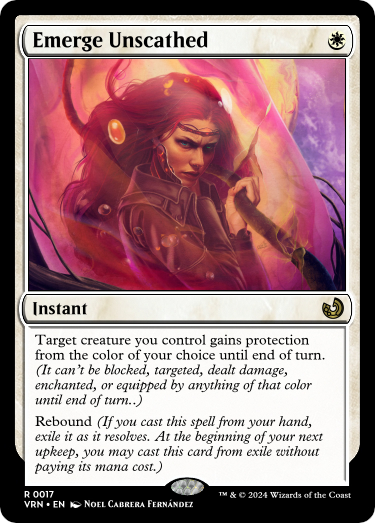 Emerge Unscathed
Instant
Target creature you control gains protection
from the color of your choice until end of turn.
(It can't be blocked, targeted, dealt damage,
enchanted, or equipped by anything of that color
until end of turn..)
Rebound (If you cast this spell from your hand,
exile it as it resolves. At the beginning of your next
upkeep, you may cast this card from exile without
paying its mana cost.)
R 0017
VRN • EN Noel Cabrera Fernández
™ & © 2024 Wizards of the Coast